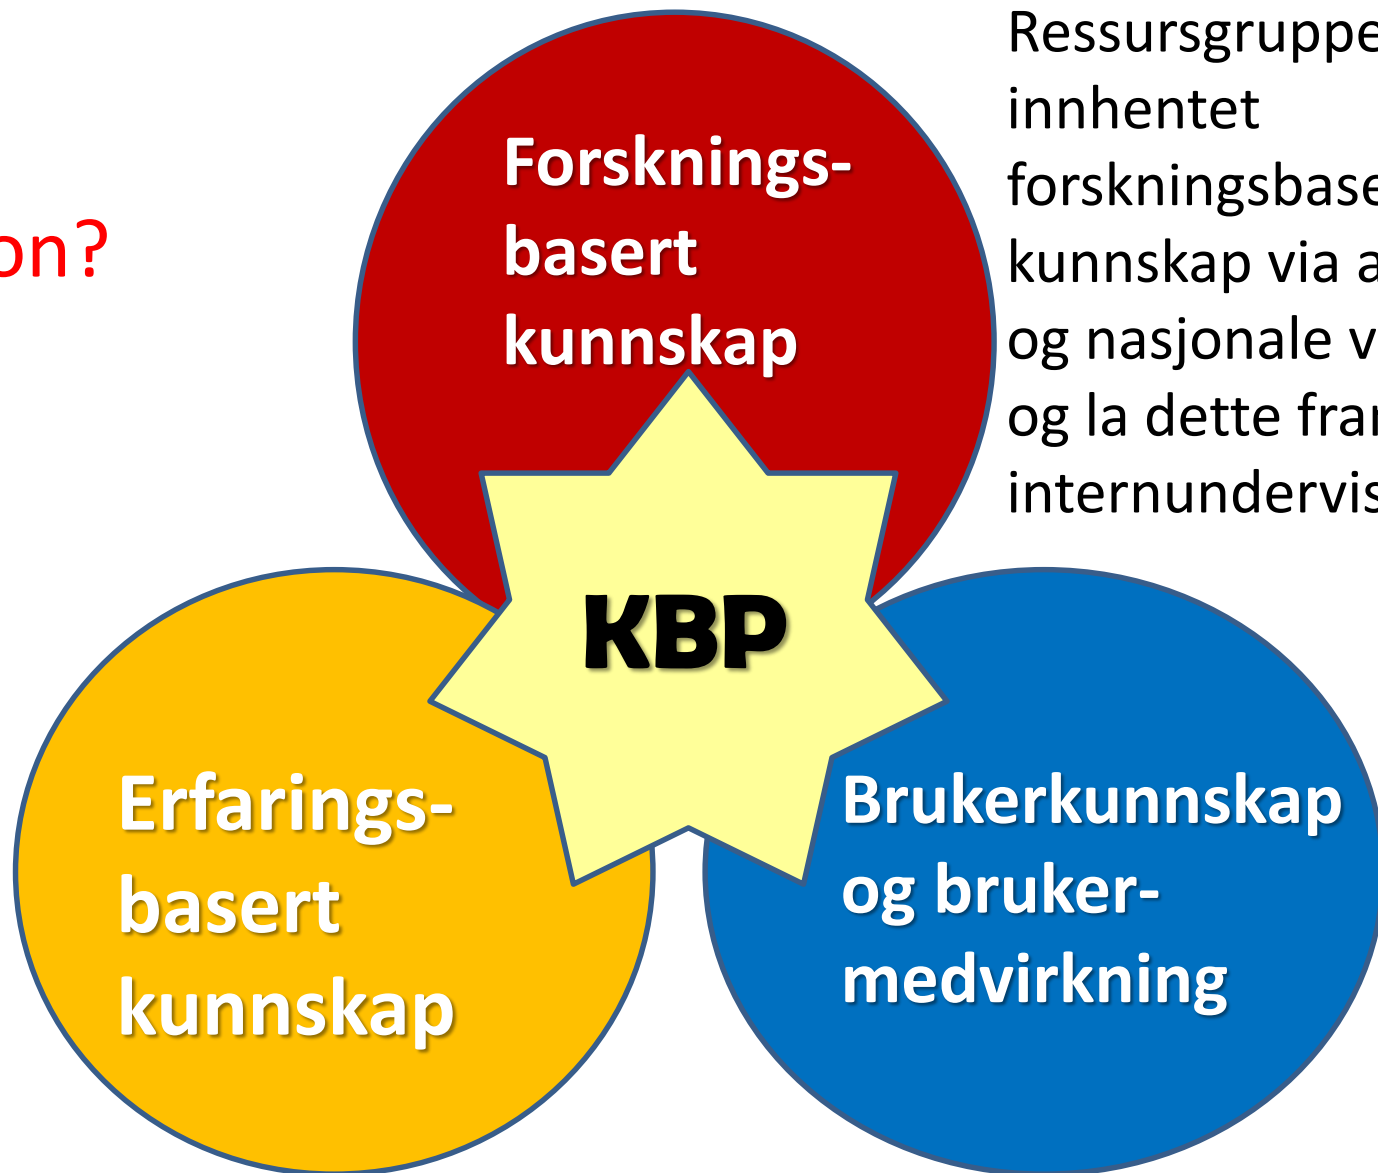 on?
Forsknings-
basert
kunnskap
Ressursgruppe
innhentet
forskningsbase
kunnskap via a
og nasjonale v
og la dette fra
internundervis
KBP
Erfarings-
basert
kunnskap
Brukerkunnskap
og bruker-
medvirkning